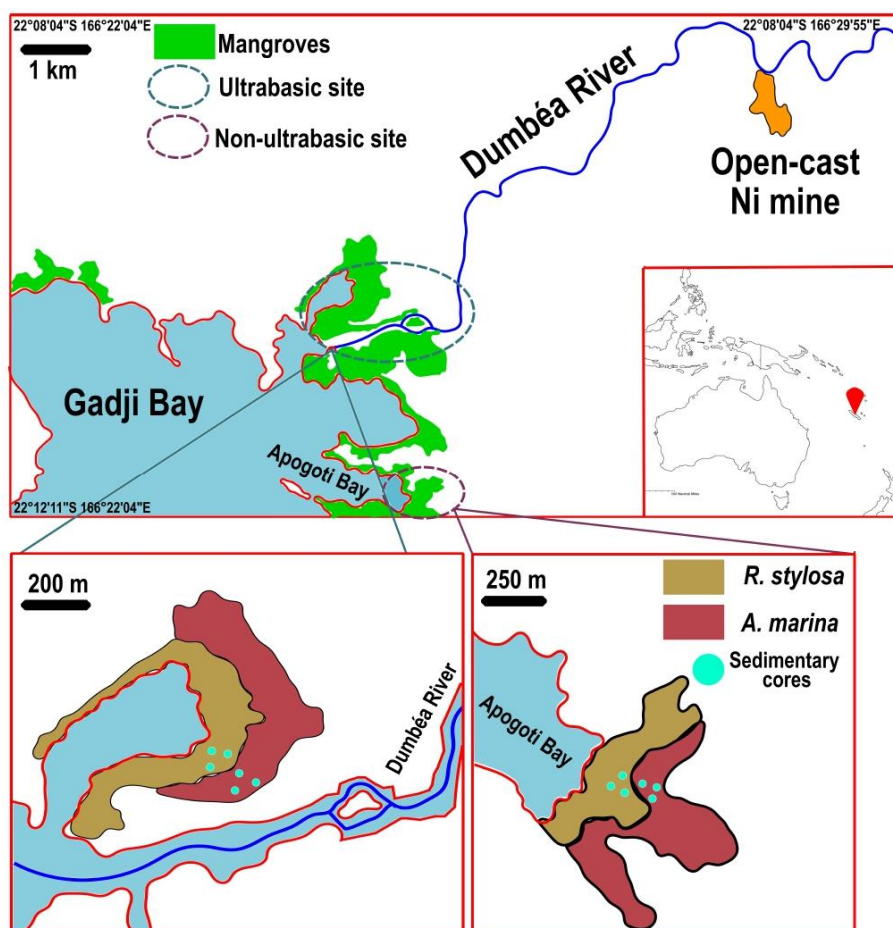 22°08'04"S 166°22'04"E
22°08'04"S 166°29'55"E
1 km
Mangroves
Ultrabasic site
Non-ultrabasic site
Dumbéa River
Open-cast
Ni mine
Gadji Bay
Apogoti Bay
22°12'11"S 166°22'04"E
200 m
Dumbéa River
250 m
R. stylosa
A. marina
Sedimentary
cores
Apogoti Bay